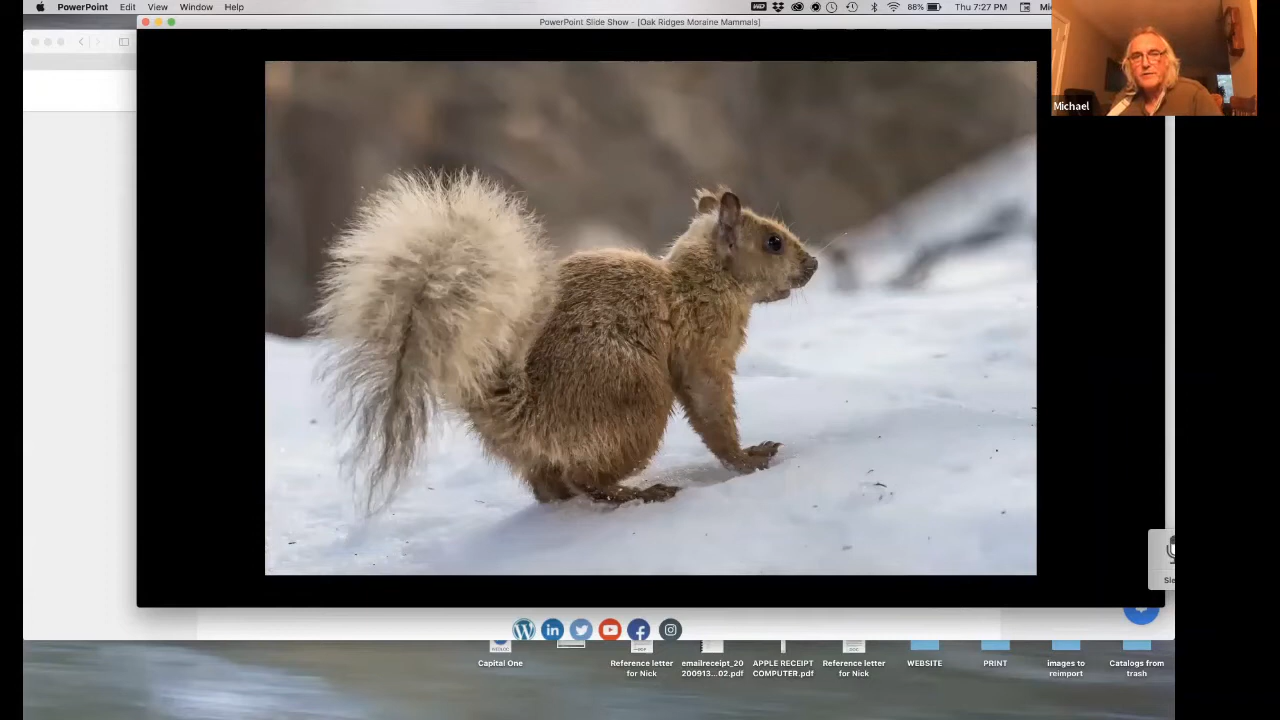 PowerPoint Edit View Window Help
88% Thu 7:27 PM Mi
PowerPoint Slide Show - [Oak Ridges Moraine Mammals]
Michael
Sle
Capital One
Reference letter
for Nick
emailreceipt_20
200913...02.pdf
APPLE RECEIPT
COMPUTER.pdf
Reference letter
for Nick
WEBSITE
PRINT
images to
reimport
Catalogs from
trash